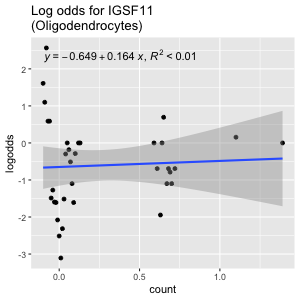 Log odds for IGSF11
(Oligodendrocytes)
y = −0.649 + 0.164 x, R² < 0.01
logodds
2
1
0
-1
-2
-3
0.0 0.5 1.0
count